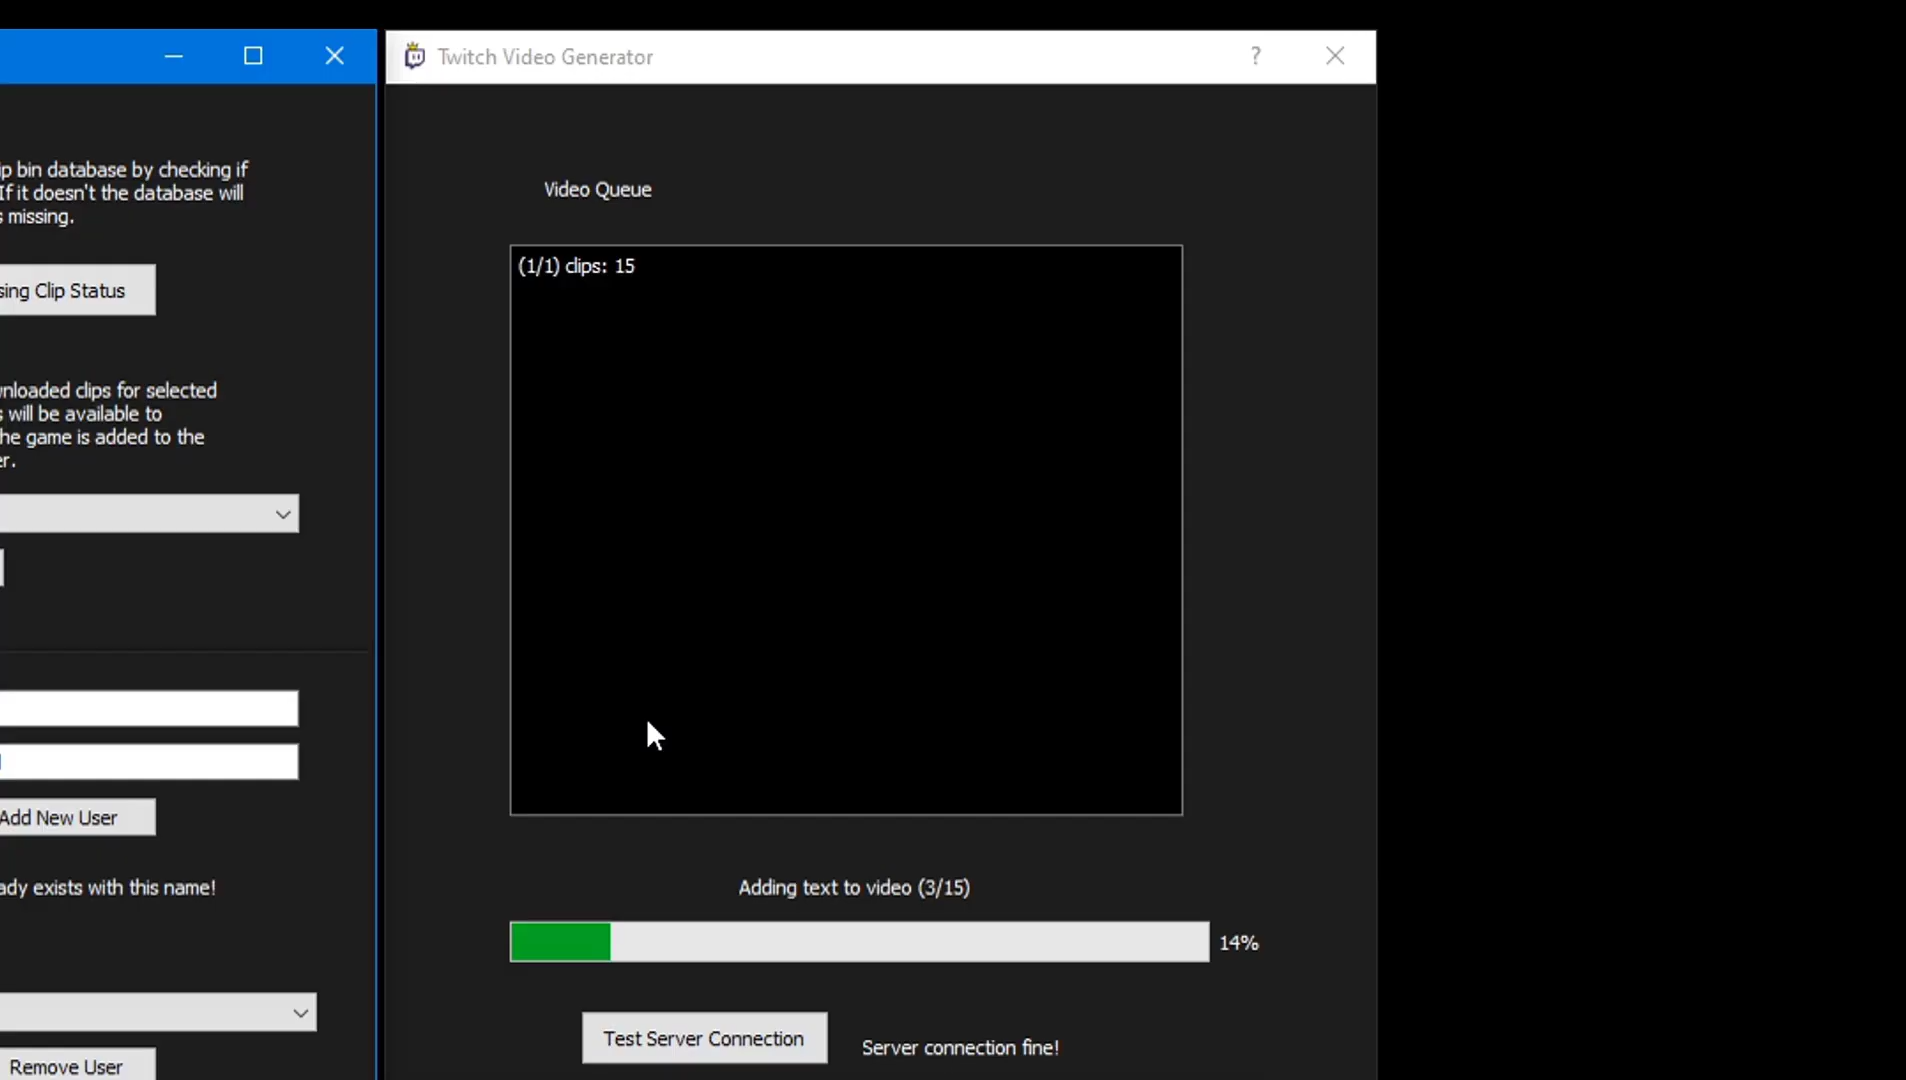 Twitch Video Generator
?
ip bin database by checking if
If it doesn't the database will
s missing.
sing Clip Status
wnloaded clips for selected
s will be available to
he game is added to the
er.
Add New User
ady exists with this name!
Remove User
Video Queue
(1/1) clips: 15
Adding text to video (3/15)
14%
Test Server Connection
Server connection fine!